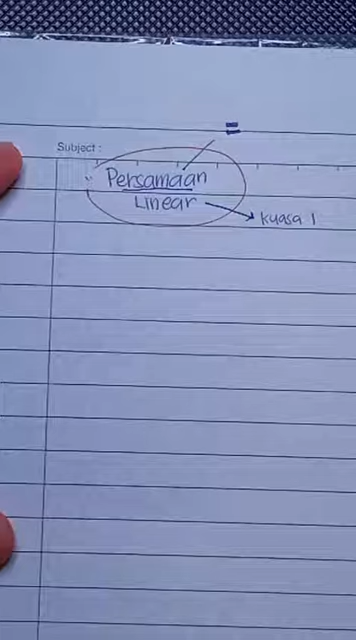 =
Subject :
Persamaan
Linear
kuasa 1